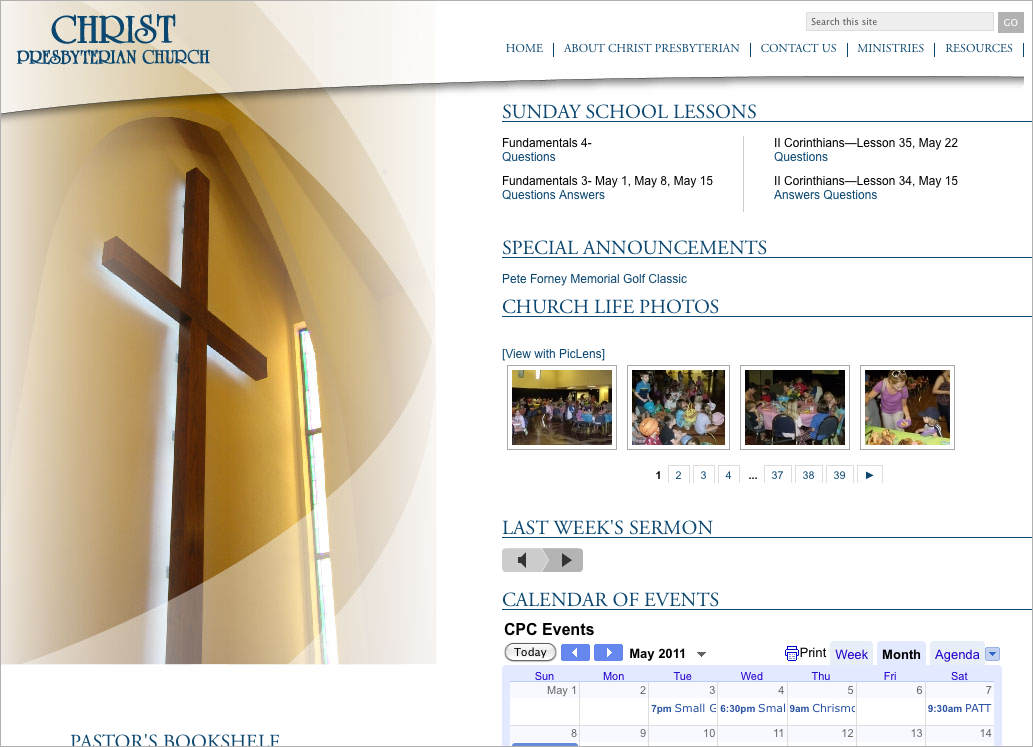 CHRIST
PRESBYTERIAN CHURCH
Search this site
GO
HOME
ABOUT CHRIST PRESBYTERIAN
CONTACT US
MINISTRIES
RESOURCES
SUNDAY SCHOOL LESSONS
Fundamentals 4-
Questions
Fundamentals 3- May 1, May 8, May 15
Questions Answers
II Corinthians—Lesson 35, May 22
Questions
II Corinthians—Lesson 34, May 15
Answers Questions
SPECIAL ANNOUNCEMENTS
Pete Forney Memorial Golf Classic
CHURCH LIFE PHOTOS
[View with PicLens]
1 2 3 4 ... 37 38 39 ►
LAST WEEK'S SERMON
CALENDAR OF EVENTS
CPC Events
Today May 2011 Print Week Month Agenda
Sun Mon Tue Wed Thu Fri Sat
May 1 2 3 4 5 6 7
7pm Small G 6:30pm Smal 9am Chrismo 9:30am PATT
8 9 10 11 12 13 14
PASTOR'S BOOKSHELF